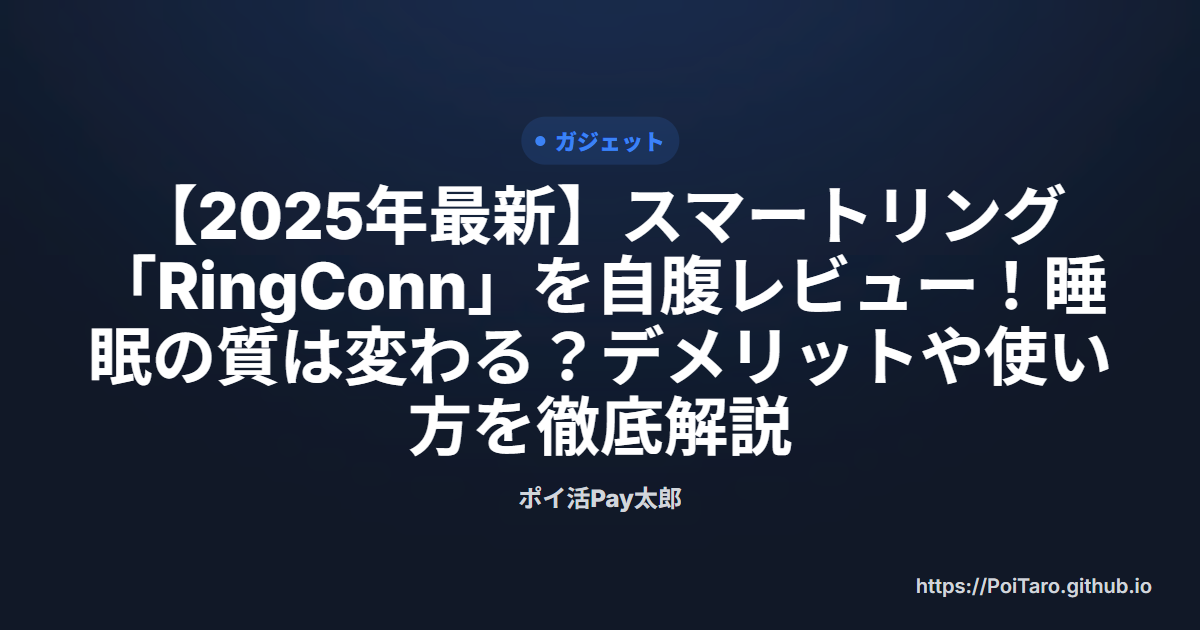 ガジェット
【2025年最新】スマートリング
「RingConn」を自腹レビュー！睡
眠の質は変わる？デメリットや使い
方を徹底解説
ポイ活Pay太郎
https://PoiTaro.github.io